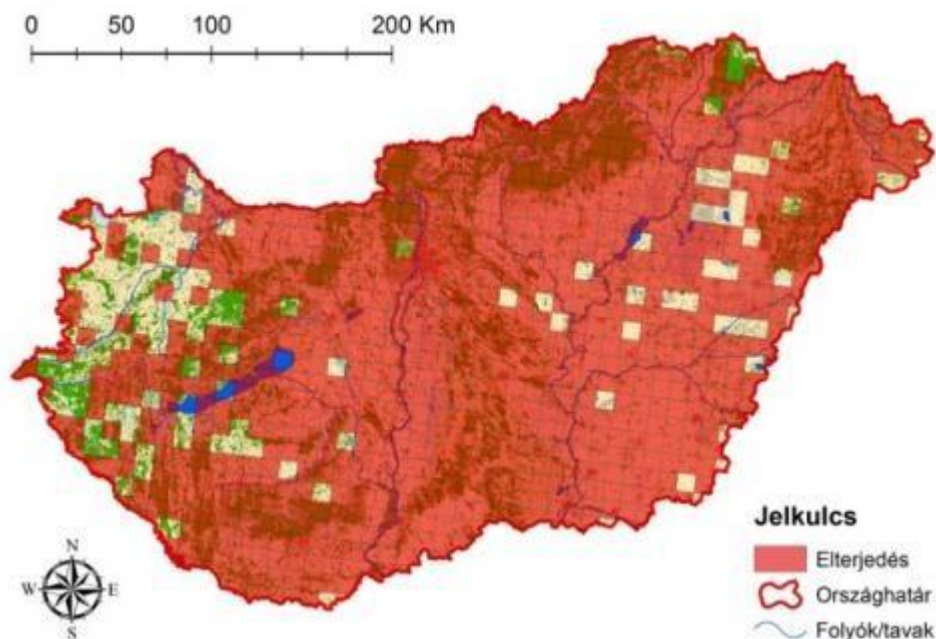 0 50 100 200 Km
N
W E
S
Jelkulcs
Elterjedés
Országhatár
Folyók/tavak